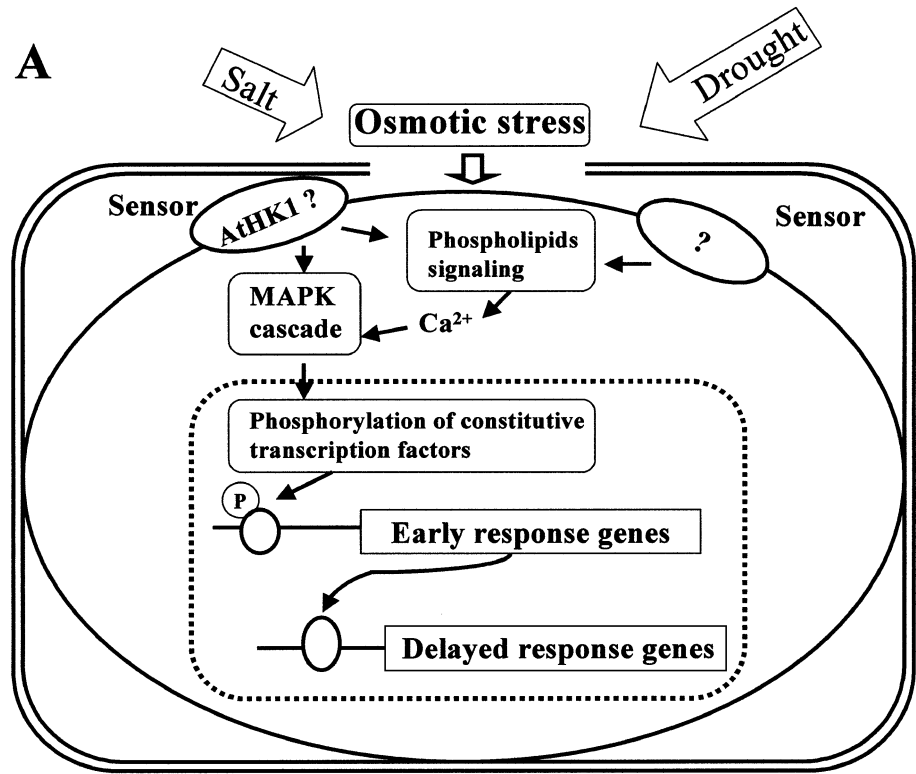 A
Salt
Drought
Osmotic stress
Sensor
AtHK1 ?
Phospholipids
signaling
?
Sensor
MAPK
cascade
Ca²⁺
Phosphorylation of constitutive
transcription factors
P
Early response genes
Delayed response genes